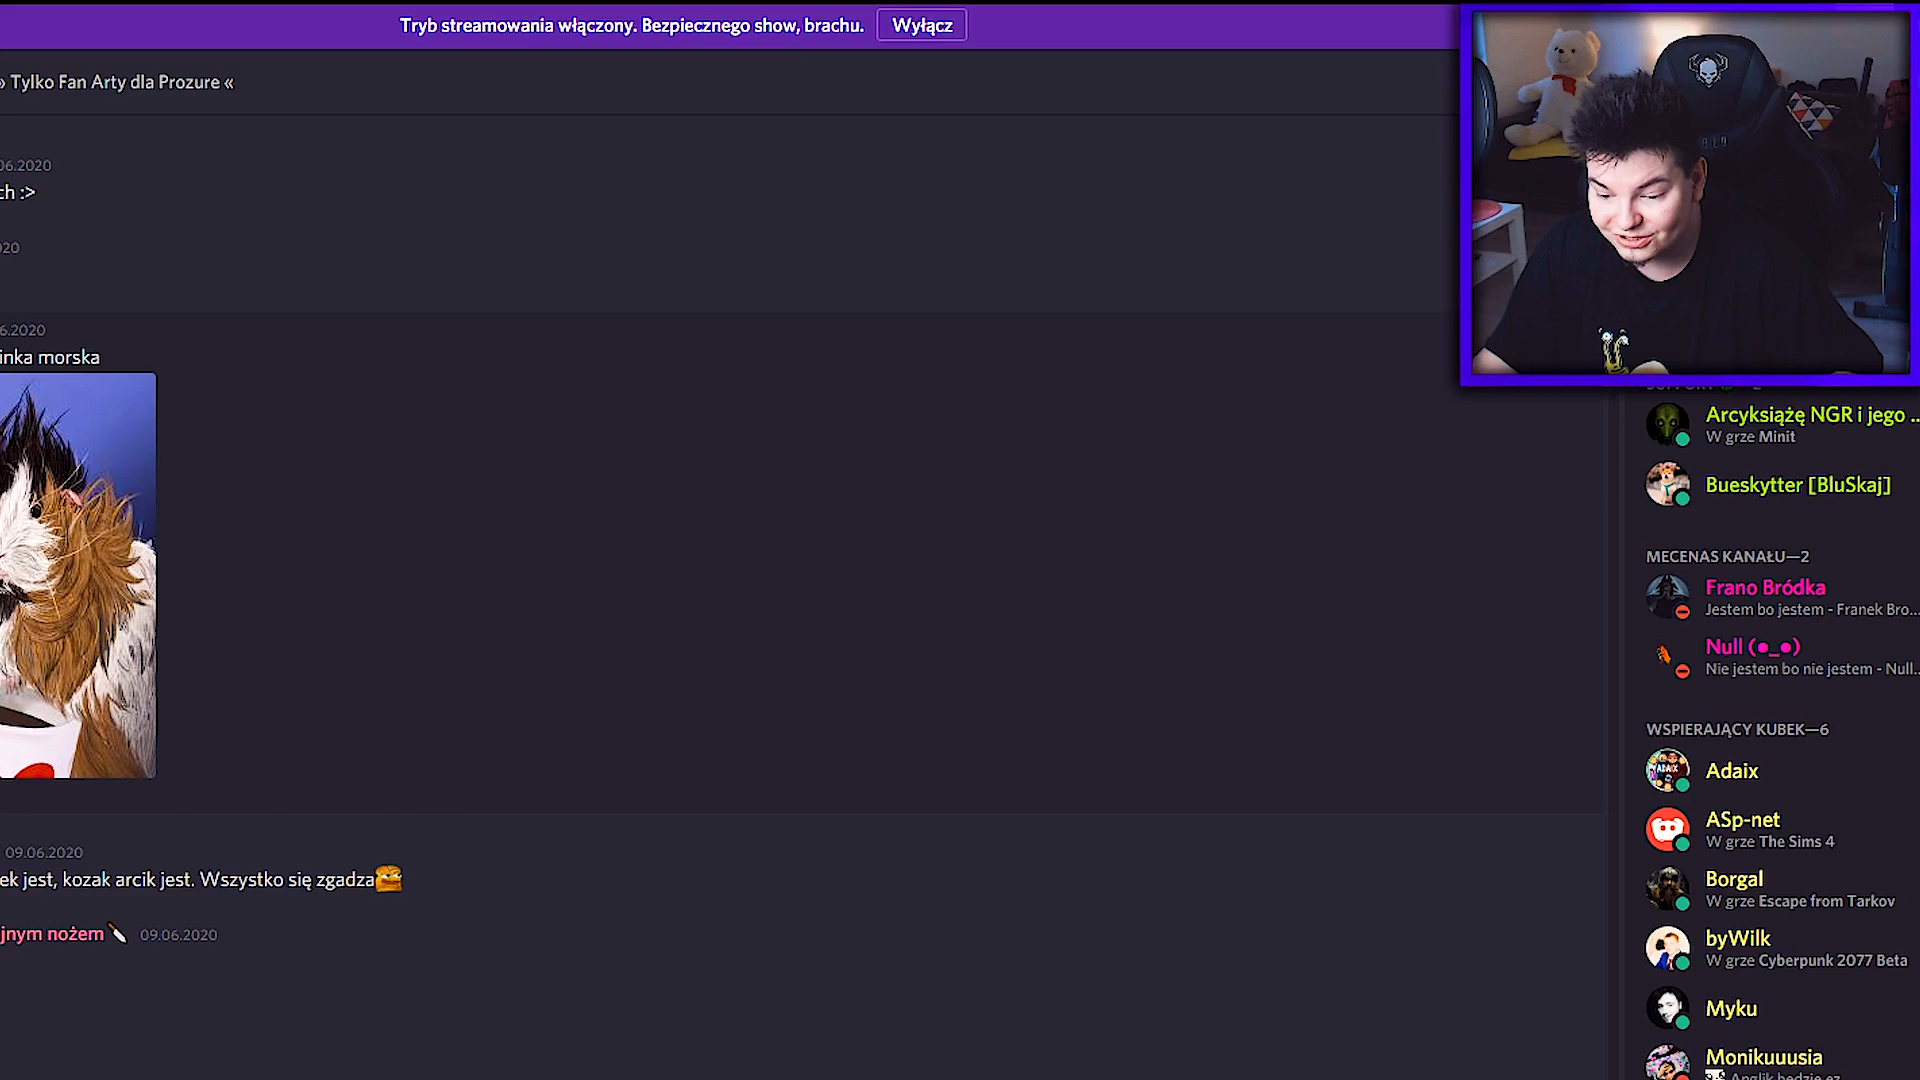 Tryb streamowania włączony. Bezpiecznego show, brachu. Wyłącz
» Tylko Fan Arty dla Prozure «
06.2020
ch :>
020
6.2020
inka morska
09.06.2020
ek jest, kozak arcik jest. Wszystko się zgadza
jnym nożem 09.06.2020
Arcyksiążę NGR i jego ...
W grze Minit
Bueskytter [BluSkaj]
MECENAS KANAŁU—2
Frano Bródka
Jestem bo jestem - Franek Bro...
Null (●_●)
Nie jestem bo nie jestem - Null...
WSPIERAJĄCY KUBEK—6
Adaix
ASp-net
W grze The Sims 4
Borgal
W grze Escape from Tarkov
byWilk
W grze Cyberpunk 2077 Beta
Myku
Monikuuusia